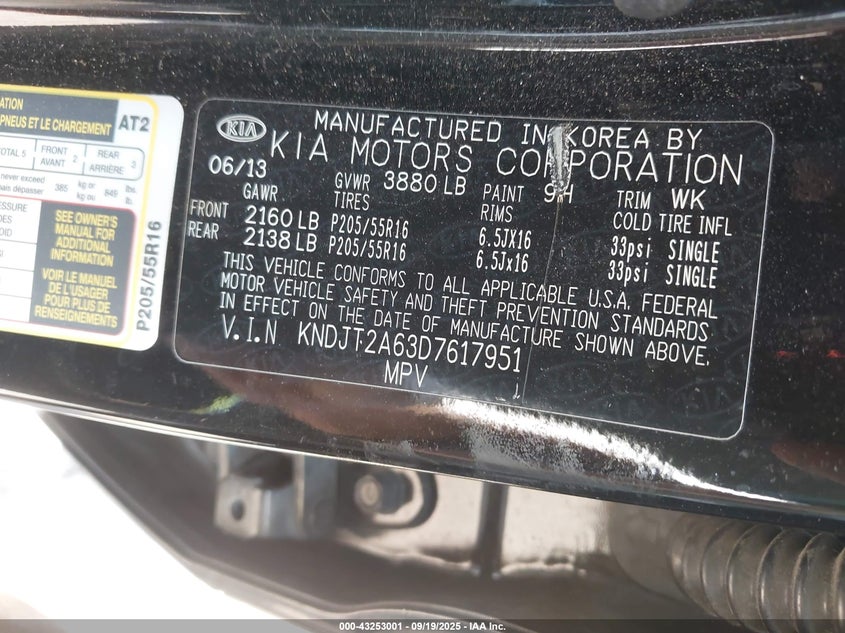 ATION
PNEUS ET LE CHARGEMENT AT2
TOTAL 5 FRONT AVANT 2 REAR ARRIÈRE 3
never exceed
mais dépasser 385 kg or kg ou 849 lbs. lb.
SEE OWNER'S
MANUAL FOR
ADDITIONAL
INFORMATION
VOIR LE MANUEL
DE L'USAGER
POUR PLUS DE
RENSEIGNEMENTS
P205/55R16
KIA
MANUFACTURED IN KOREA BY
KIA MOTORS CORPORATION
06/13 GVWR 3880 LB PAINT 9H TRIM WK
GAWR TIRES RIMS COLD TIRE INFL
FRONT 2160 LB P205/55R16 6.5JX16 33psi SINGLE
REAR 2138 LB P205/55R16 6.5Jx16 33psi SINGLE
THIS VEHICLE CONFORMS TO ALL APPLICABLE U.S.A. FEDERAL
MOTOR VEHICLE SAFETY AND THEFT PREVENTION STANDARDS
IN EFFECT ON THE DATE OF MANUFACTURE SHOWN ABOVE.
V.I.N KNDJT2A63D7617951
MPV
000-43253001 - 09/19/2025 - IAA Inc.